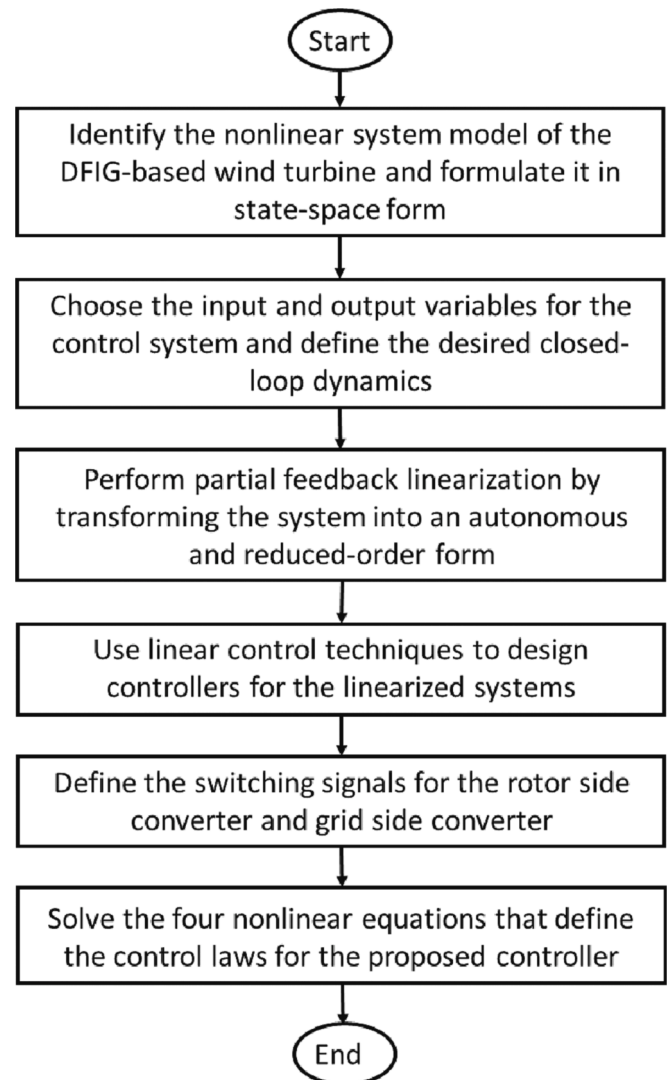 Start
Identify the nonlinear system model of the
DFIG-based wind turbine and formulate it in
state-space form
Choose the input and output variables for the
control system and define the desired closed-
loop dynamics
Perform partial feedback linearization by
transforming the system into an autonomous
and reduced-order form
Use linear control techniques to design
controllers for the linearized systems
Define the switching signals for the rotor side
converter and grid side converter
Solve the four nonlinear equations that define
the control laws for the proposed controller
End